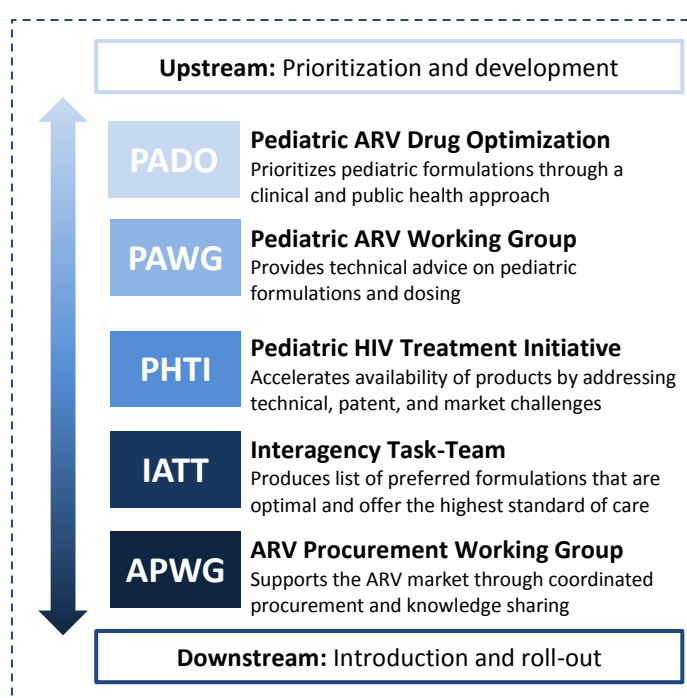 Upstream: Prioritization and development
PADO
Pediatric ARV Drug Optimization
Prioritizes pediatric formulations through a
clinical and public health approach
PAWG
Pediatric ARV Working Group
Provides technical advice on pediatric
formulations and dosing
PHTI
Pediatric HIV Treatment Initiative
Accelerates availability of products by addressing
technical, patent, and market challenges
IATT
Interagency Task-Team
Produces list of preferred formulations that are
optimal and offer the highest standard of care
APWG
ARV Procurement Working Group
Supports the ARV market through coordinated
procurement and knowledge sharing
Downstream: Introduction and roll-out